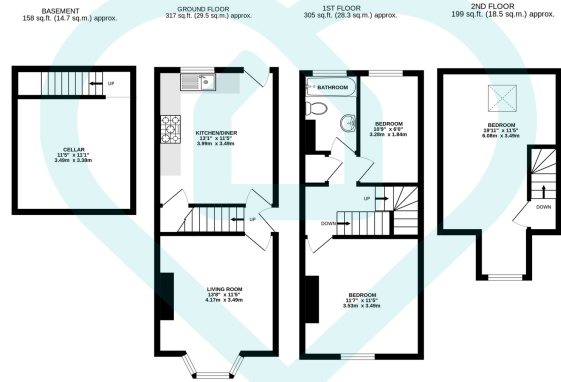 BASEMENT
158 sq.ft. (14.7 sq.m.) approx.
GROUND FLOOR
317 sq.ft. (29.5 sq.m.) approx.
1ST FLOOR
305 sq.ft. (28.3 sq.m.) approx.
2ND FLOOR
199 sq.ft. (18.5 sq.m.) approx.
UP
CELLAR
11'5" x 11'1"
3.49m x 3.38m
KITCHEN/DINER
13'1" x 11'5"
3.99m x 3.49m
UP
LIVING ROOM
13'8" x 11'5"
4.17m x 3.49m
BATHROOM
BEDROOM
10'9" x 6'0"
3.28m x 1.84m
UP
DOWN
BEDROOM
11'7" x 11'5"
3.53m x 3.49m
BEDROOM
19'11" x 11'5"
6.08m x 3.49m
DOWN